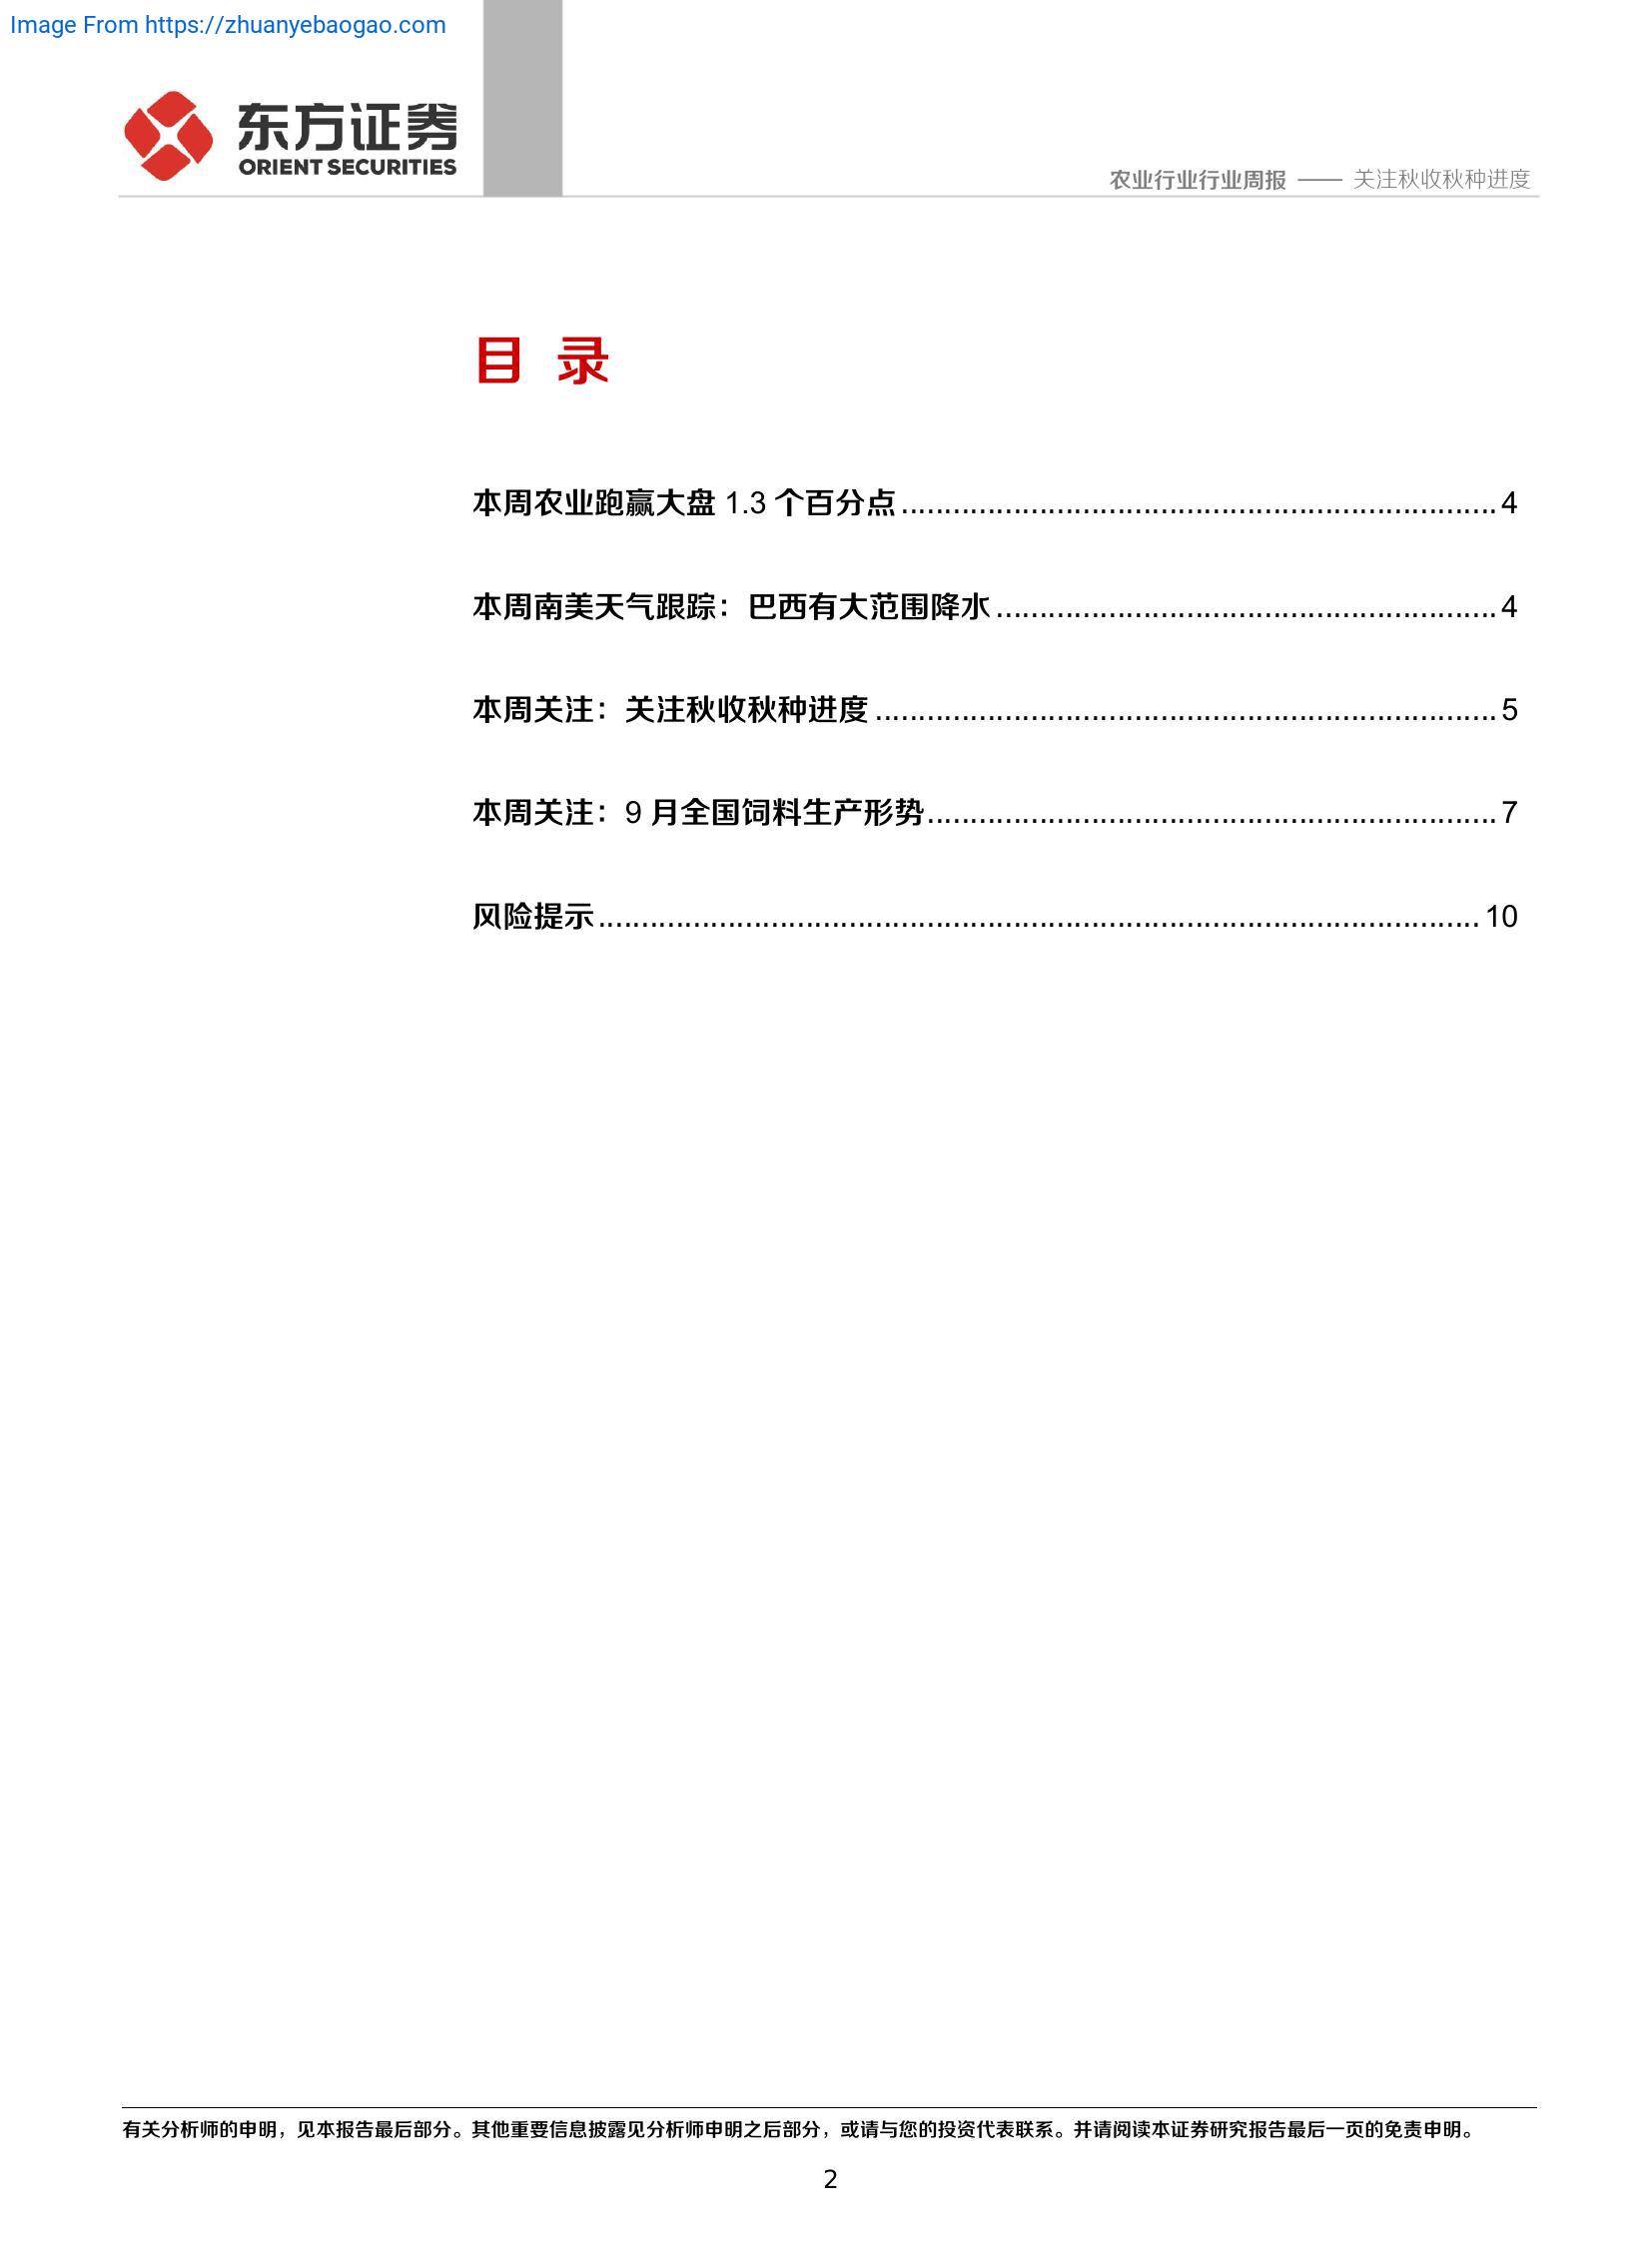 Image From https://zhuanyebaogao.com
东方证券
ORIENT SECURITIES
农业行业行业周报 —— 关注秋收秋种进度
目 录
本周农业跑赢大盘 1.3 个百分点 4
本周南美天气跟踪：巴西有大范围降水 4
本周关注：关注秋收秋种进度 5
本周关注：9 月全国饲料生产形势 7
风险提示 10
有关分析师的申明，见本报告最后部分。其他重要信息披露见分析师申明之后部分，或请与您的投资代表联系。并请阅读本证券研究报告最后一页的免责申明。
2